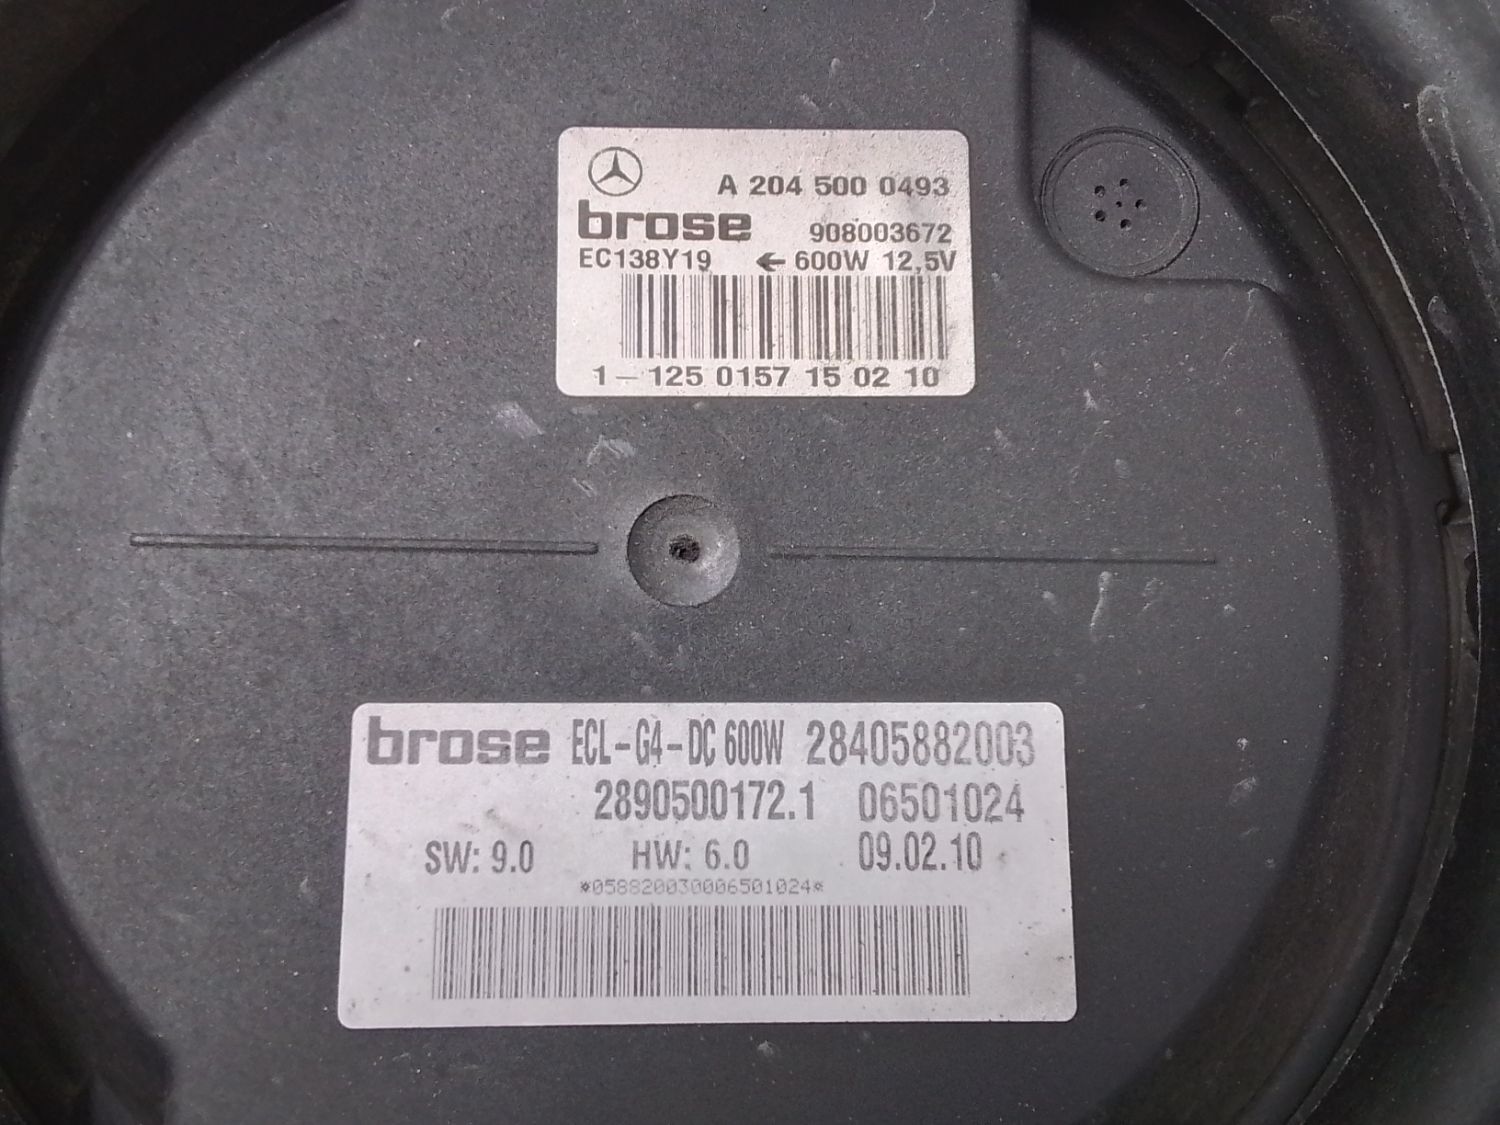 A 204 500 0493
brose 908003672
EC138Y19 ← 600W 12,5V
1-125 0157 15 02 10
brose ECL-G4-DC 600W 28405882003
2890500172.1 06501024
SW: 9.0 HW: 6.0 09.02.10
*058820030006501024*